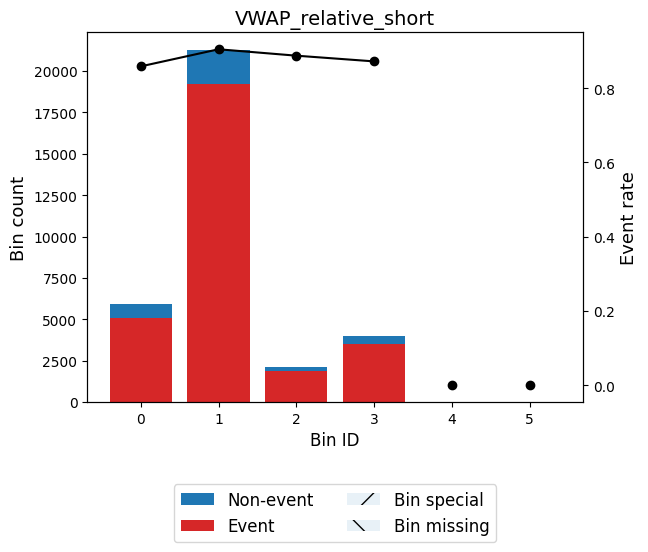 VWAP_relative_short
20000
17500
15000
12500
10000
7500
5000
2500
0
Bin count
0.8
0.6
0.4
0.2
0.0
Event rate
0 1 2 3 4 5
Bin ID
Non-event Bin special
Event Bin missing